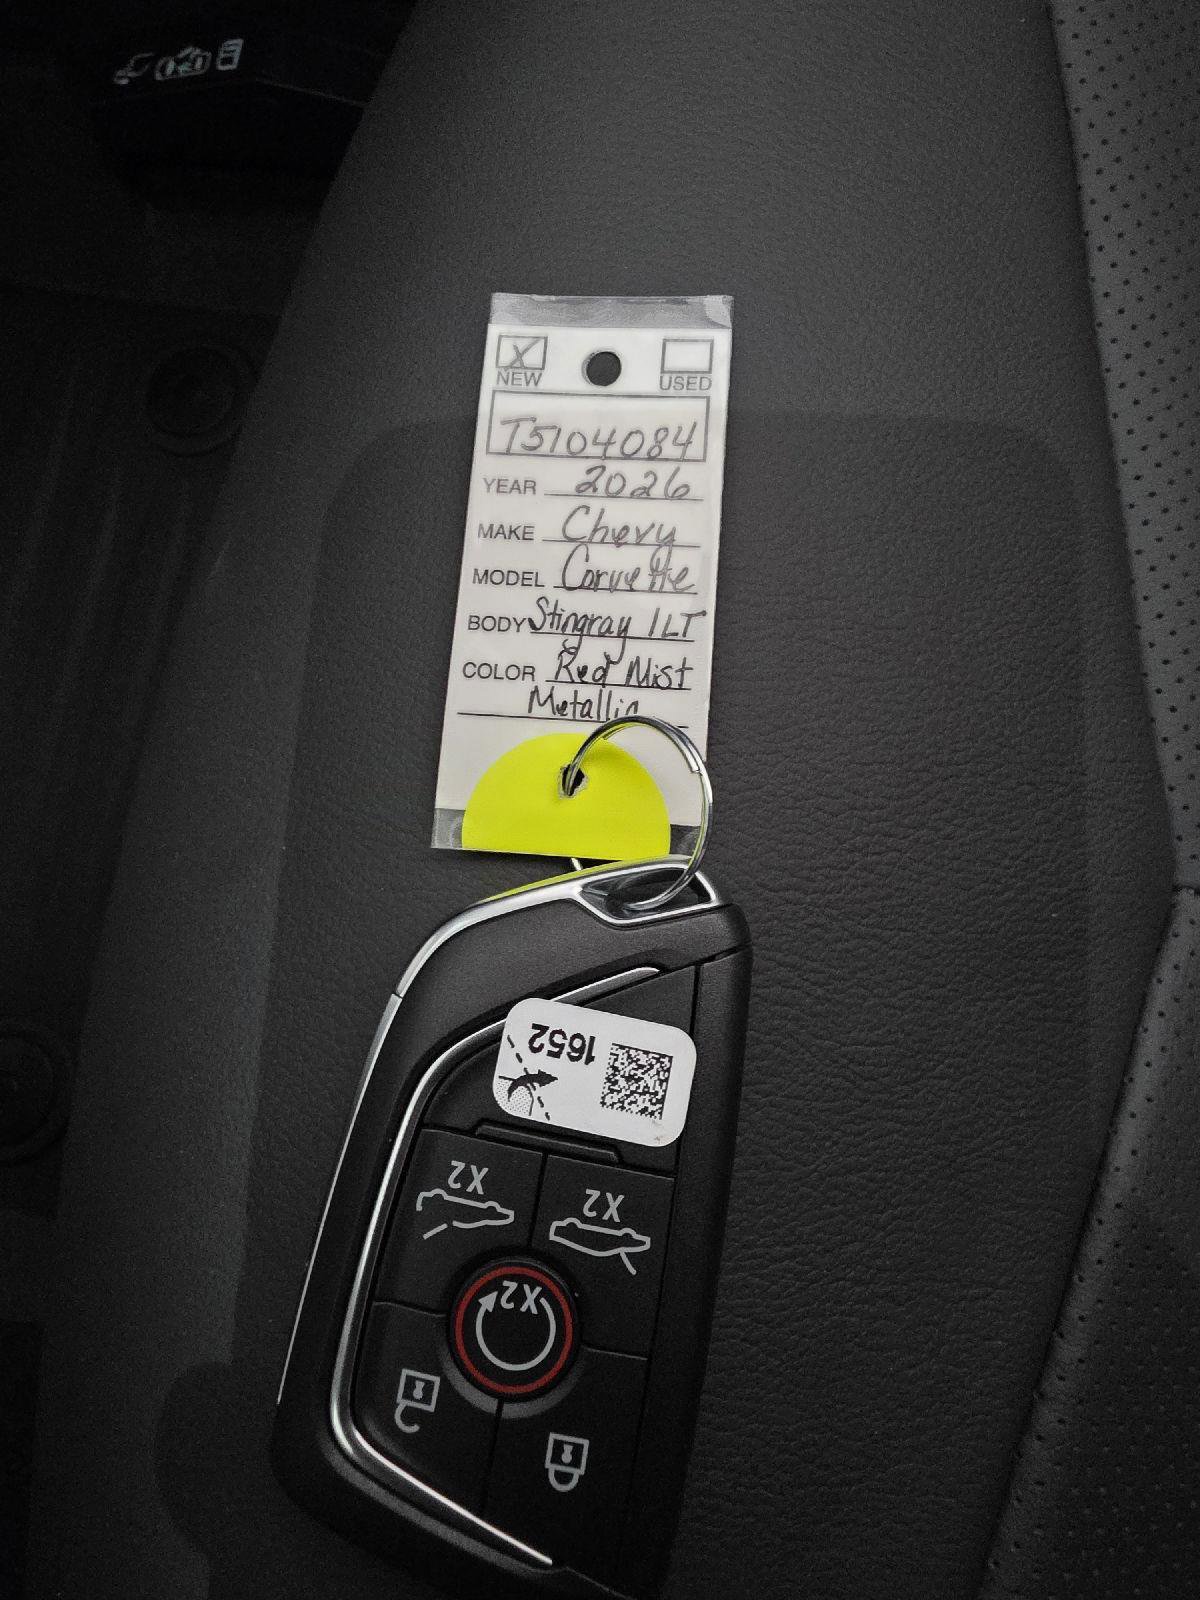 X
NEW USED
T5104084
YEAR 2026
MAKE Chevy
MODEL Corvette
BODY Stingray 1LT
COLOR Red Mist
Metallic
1652
X2 X2
X2